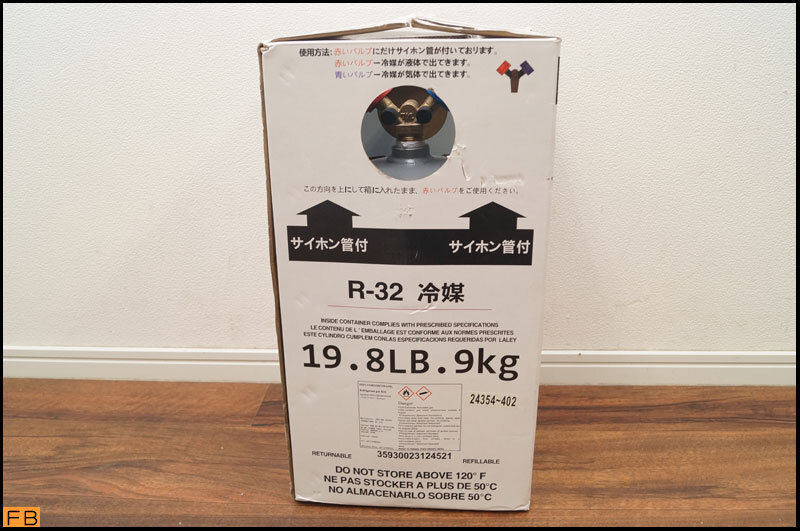 使用方法:赤いバルブにだけサイホン管が付いております。
赤いバルブー冷媒が液体で出てきます。
青いバルブー冷媒が気体で出てきます。
この方向を上にして箱に入れたまま、赤いバルブをご使用ください。
サイホン管付 サイホン管付
R-32 冷媒
INSIDE CONTAINER COMPLIES WITH PRESCRIBED SPECIFICATIONS
LE CONTENU DE L'EMBALLAGE EST CONFORME AUX NORMES PRESCRITES
ESTE CYLINDRO CUMPLEM CONLAS ESPECIFICACIONES REQUERIDAS POR LALEY
19.8LB.9kg
Danger
24354-402
RETURNABLE 35930023124521 REFILLABLE
DO NOT STORE ABOVE 120° F
NE PAS STOCKER A PLUS DE 50°C
NO ALMACENARLO SOBRE 50°C
FB